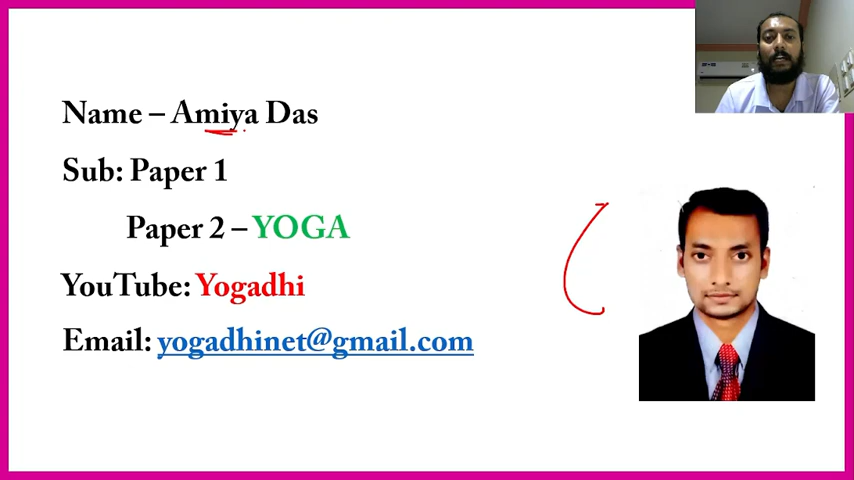 Name – Amiya Das
Sub: Paper 1
Paper 2 – YOGA
YouTube: Yogadhi
Email: yogadhinet@gmail.com